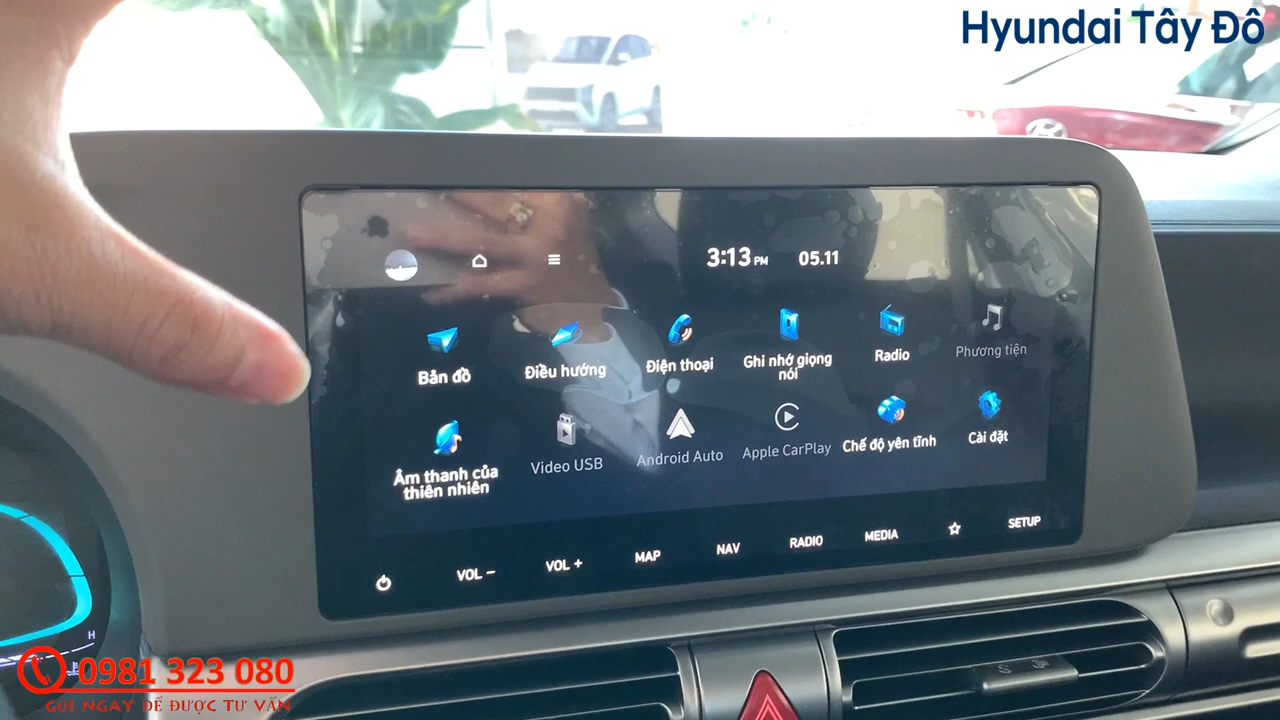 Hyundai Tây Đô
3:13 PM 05.11
Bản đồ
Điều hướng
Điện thoại
Ghi nhớ giọng
nói
Radio
Phương tiện
Âm thanh của
thiên nhiên
Video USB
Android Auto
Apple CarPlay
Chế độ yên tĩnh
Cài đặt
VOL − VOL + MAP NAV RADIO MEDIA SETUP
H
0981 323 080
GỌI NGAY ĐỂ ĐƯỢC TƯ VẤN